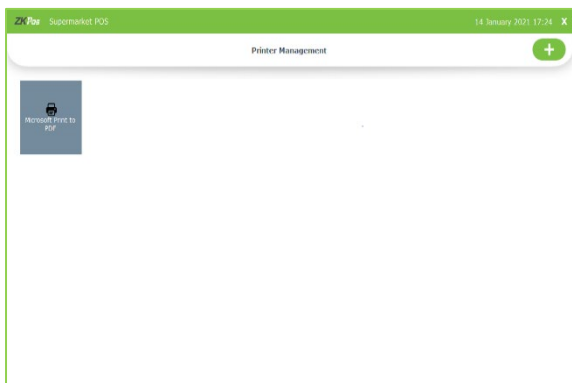 ZKPos Supermarket POS 14 January 2021 17:24 X
Printer Management +
Microsoft Print to
PDF